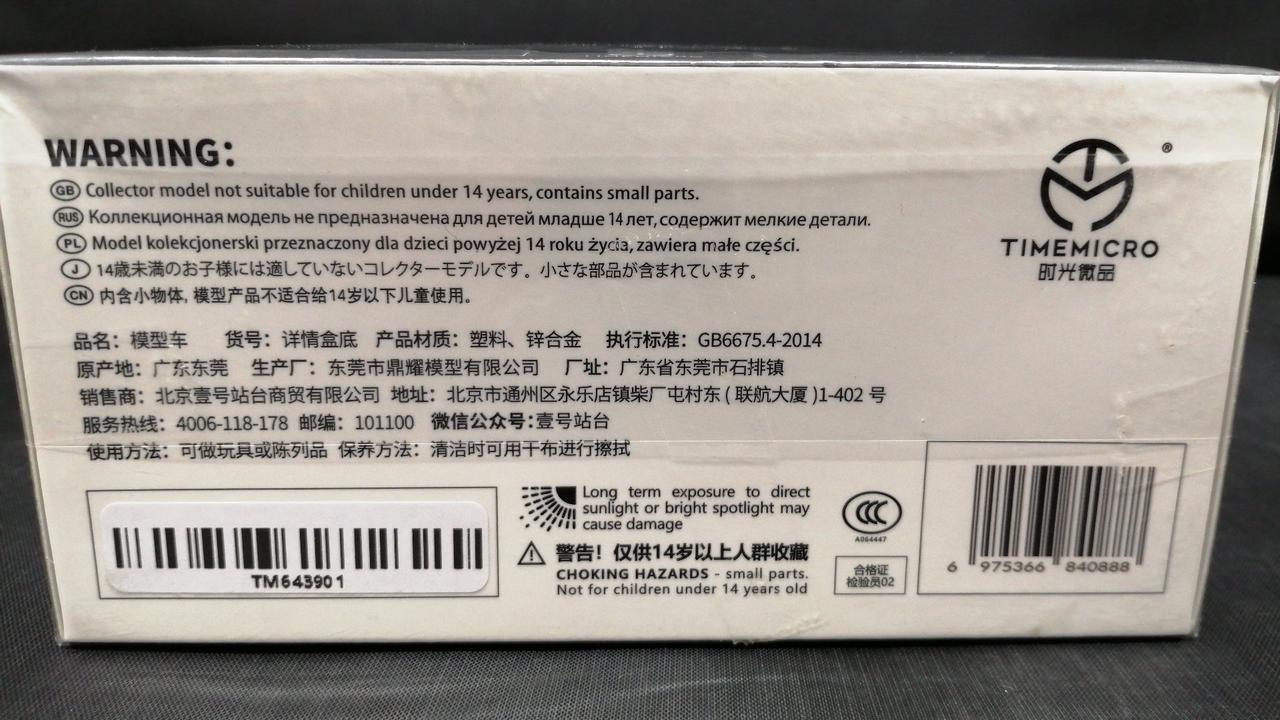 WARNING:
GB Collector model not suitable for children under 14 years, contains small parts.
RUS Коллекционная модель не предназначена для детей младше 14 лет, содержит мелкие детали.
PL Model kolekcjonerski przeznaczony dla dzieci powyżej 14 roku życia, zawiera małe części.
J 14歳未満のお子様には適していないコレクターモデルです。小さな部品が含まれています。
CN 内含小物体, 模型产品不适合给14岁以下儿童使用。
®
TIMEMICRO
时光微品
品名：模型车 货号：详情盒底 产品材质：塑料、锌合金 执行标准：GB6675.4-2014
原产地：广东东莞 生产厂：东莞市鼎耀模型有限公司 厂址：广东省东莞市石排镇
销售商：北京壹号站台商贸有限公司 地址：北京市通州区永乐店镇柴厂屯村东 ( 联航大厦 )1-402 号
服务热线：4006-118-178 邮编：101100 微信公众号:壹号站台
使用方法：可做玩具或陈列品 保养方法：清洁时可用干布进行擦拭
TM643901
Long term exposure to direct
sunlight or bright spotlight may
cause damage
警告！仅供14岁以上人群收藏
CHOKING HAZARDS - small parts.
Not for children under 14 years old
CCC
A064447
合格证
检验员02
6 975366 840888